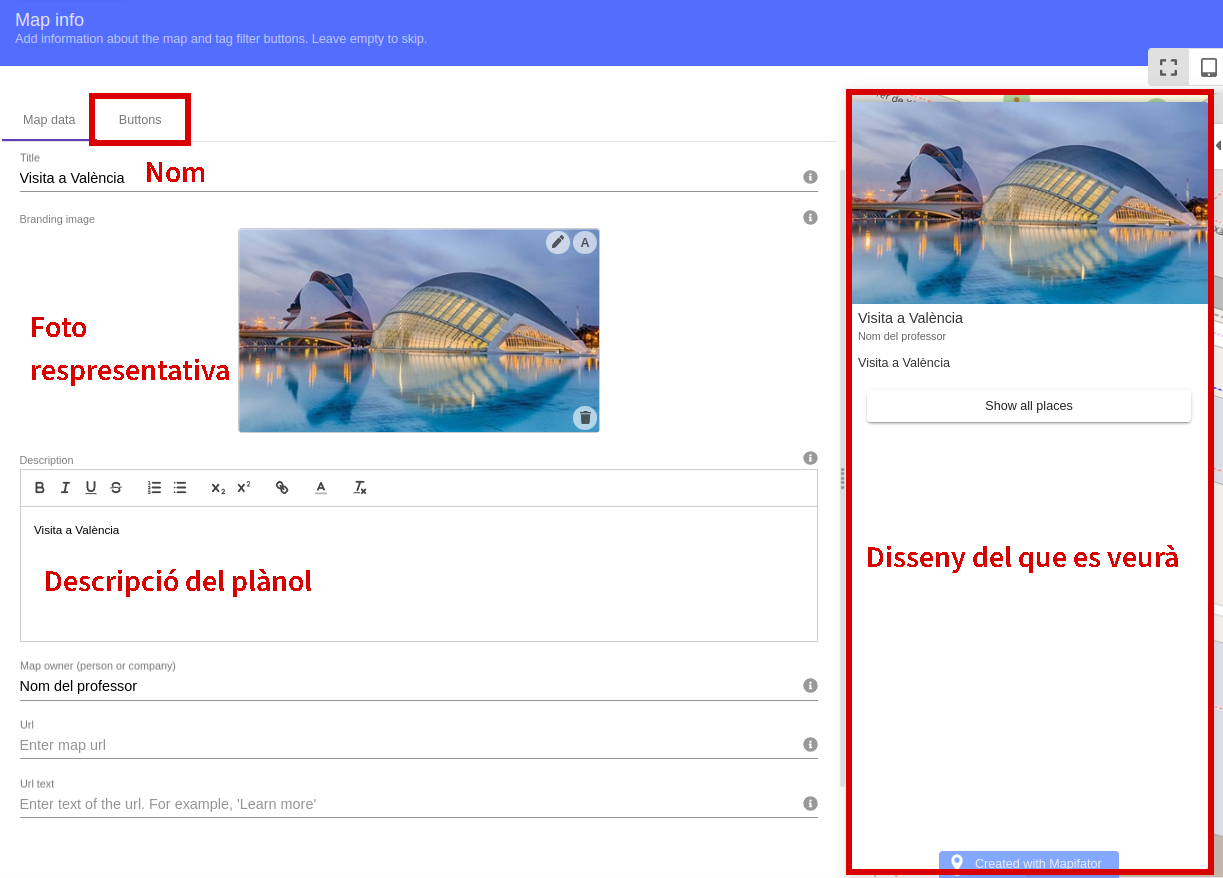 Map info
Add information about the map and tag filter buttons. Leave empty to skip.
Map data
Buttons
Title
Visita a València
Nom
Branding image
A
Foto
respresentativa
Description
B I U S x₂ x² A Tx
Visita a València
Descripció del plànol
Map owner (person or company)
Nom del professor
Url
Enter map url
Url text
Enter text of the url. For example, 'Learn more'
Visita a València
Nom del professor
Visita a València
Show all places
Disseny del que es veurà
Created with Mapifator